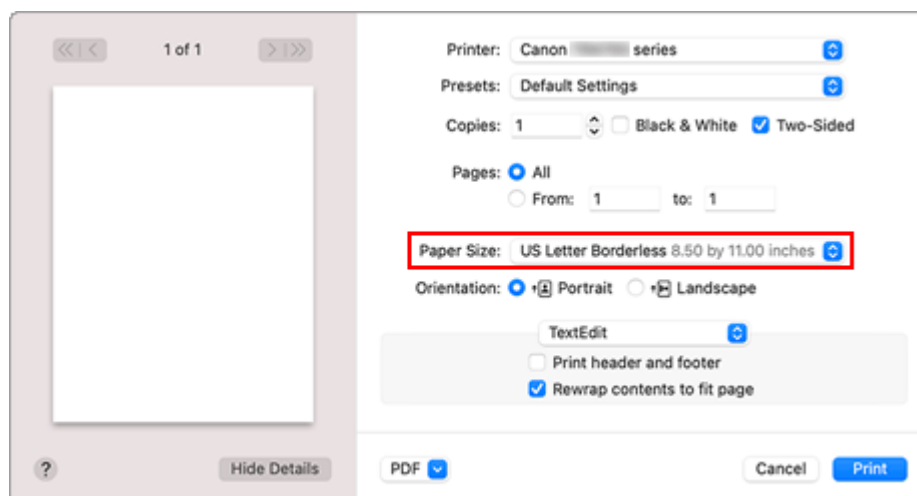 1 of 1
Printer: Canon series
Presets: Default Settings
Copies: 1 Black & White Two-Sided
Pages: All
From: 1 to: 1
Paper Size: US Letter Borderless 8.50 by 11.00 inches
Orientation: Portrait Landscape
TextEdit
Print header and footer
Rewrap contents to fit page
? Hide Details PDF Cancel Print